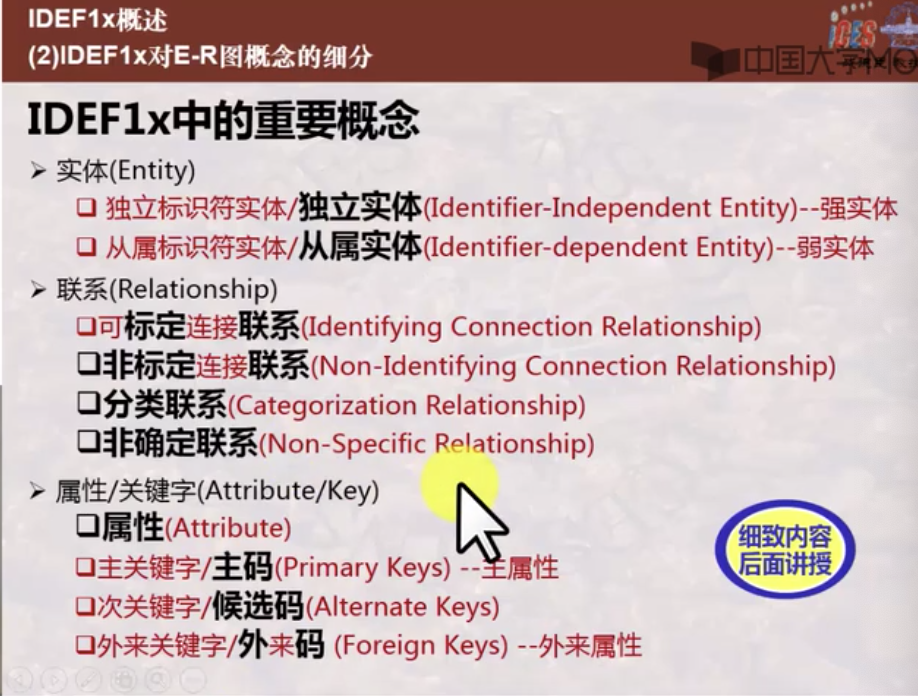 IDEF1x概述
(2)IDEF1x对E-R图概念的细分
ICES
中国大学MO
IDEF1x中的重要概念
➢ 实体(Entity)
❑ 独立标识符实体/独立实体(Identifier-Independent Entity)--强实体
❑ 从属标识符实体/从属实体(Identifier-dependent Entity)--弱实体
➢ 联系(Relationship)
❑可标定连接联系(Identifying Connection Relationship)
❑非标定连接联系(Non-Identifying Connection Relationship)
❑分类联系(Categorization Relationship)
❑非确定联系(Non-Specific Relationship)
➢ 属性/关键字(Attribute/Key)
❑属性(Attribute)
❑主关键字/主码(Primary Keys) --主属性
❑次关键字/候选码(Alternate Keys)
❑外来关键字/外来码 (Foreign Keys) --外来属性
细致内容
后面讲授